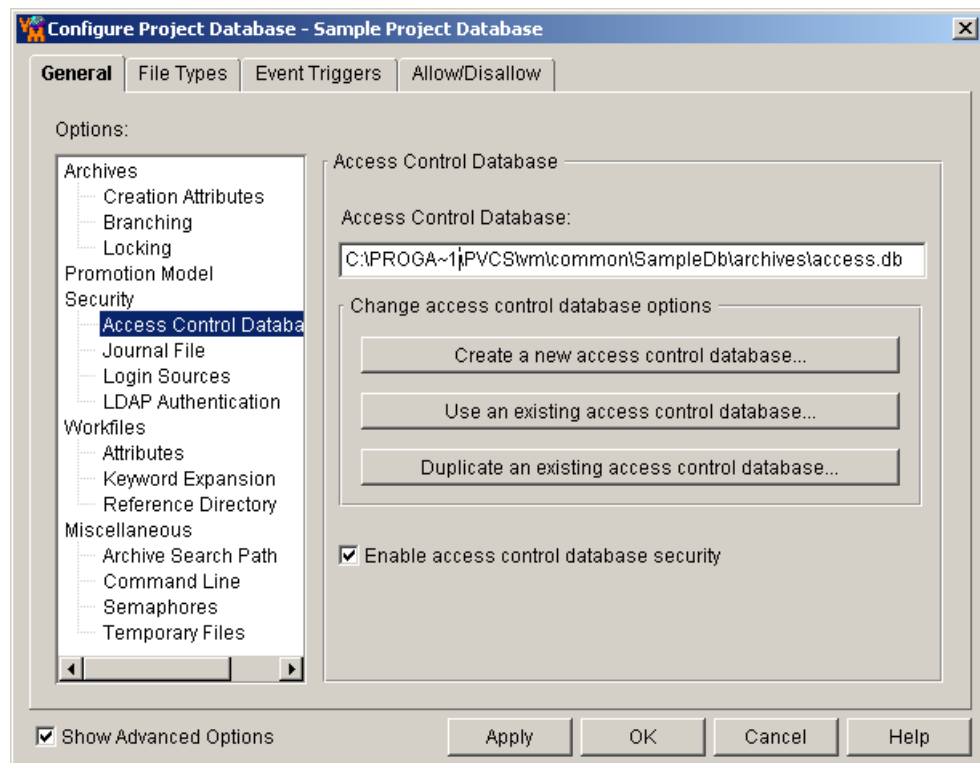 Configure Project Database - Sample Project Database
General File Types Event Triggers Allow/Disallow
Options:
Archives
Creation Attributes
Branching
Locking
Promotion Model
Security
Access Control Databa
Journal File
Login Sources
LDAP Authentication
Workfiles
Attributes
Keyword Expansion
Reference Directory
Miscellaneous
Archive Search Path
Command Line
Semaphores
Temporary Files
Access Control Database
Access Control Database:
C:\PROGA~1\PVCS\vm\common\SampleDb\archives\access.db
Change access control database options
Create a new access control database...
Use an existing access control database...
Duplicate an existing access control database...
Enable access control database security
Show Advanced Options
Apply OK Cancel Help